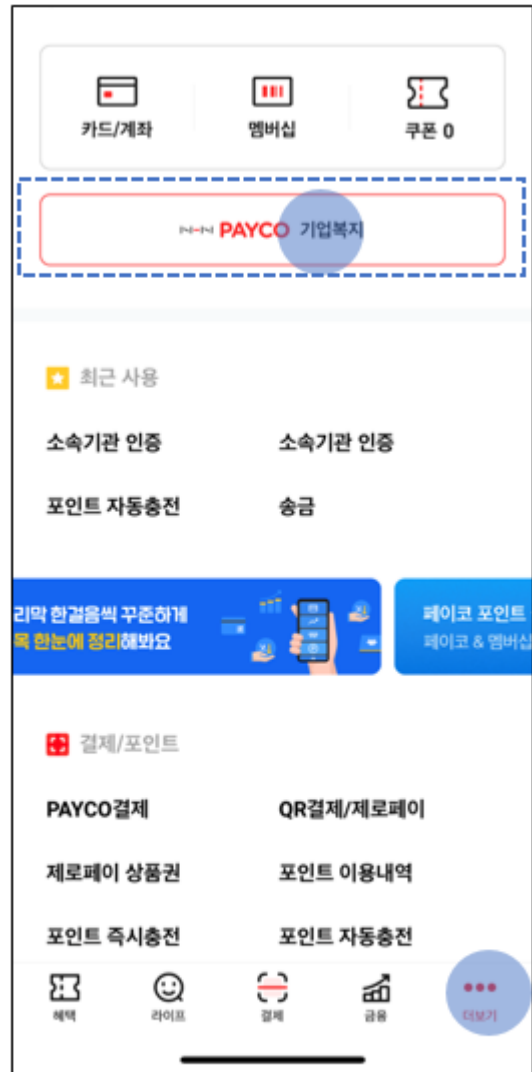 카드/계좌 멤버십 쿠폰 0
NHN PAYCO 기업복지
최근 사용
소속기관 인증 소속기관 인증
포인트 자동충전 송금
리막 한걸음씩 꾸준하게
목 한눈에 정리해봐요
페이코 포인트
페이코 & 멤버십
결제/포인트
PAYCO결제 QR결제/제로페이
제로페이 상품권 포인트 이용내역
포인트 즉시충전 포인트 자동충전
혜택 라이프 결제 금융 더보기